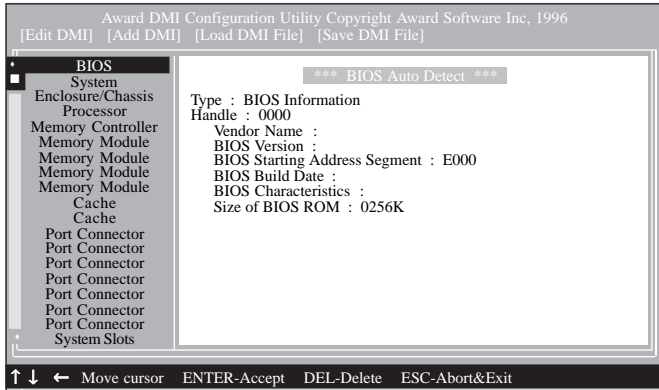 Award DMI Configuration Utility Copyright Award Software Inc, 1996
[Edit DMI] [Add DMI] [Load DMI File] [Save DMI File]
BIOS
System
Enclosure/Chassis
Processor
Memory Controller
Memory Module
Memory Module
Memory Module
Memory Module
Cache
Cache
Port Connector
Port Connector
Port Connector
Port Connector
Port Connector
Port Connector
Port Connector
System Slots
*** BIOS Auto Detect ***
Type : BIOS Information
Handle : 0000
Vendor Name :
BIOS Version :
BIOS Starting Address Segment : E000
BIOS Build Date :
BIOS Characteristics :
Size of BIOS ROM : 0256K
↑↓ ← Move cursor ENTER-Accept DEL-Delete ESC-Abort&Exit